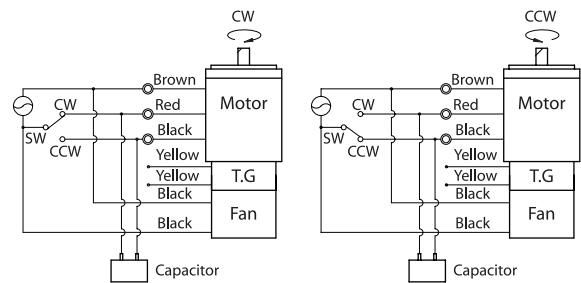 CW
Brown
CW
Red
Motor
SW
Black
CCW
Yellow
Yellow
T.G
Black
Fan
Black
Capacitor
CCW
Brown
CW
Red
Motor
SW
Black
CCW
Yellow
Yellow
T.G
Black
Fan
Black
Capacitor